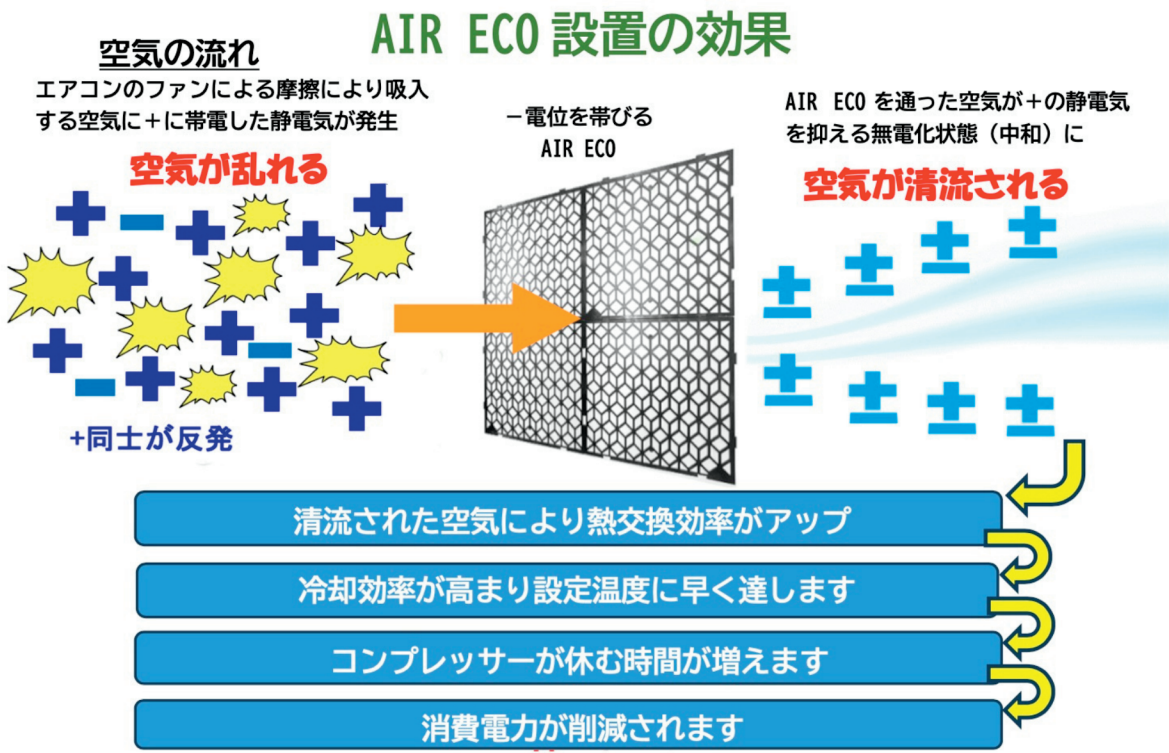 AIR ECO 設置の効果
空気の流れ
エアコンのファンによる摩擦により吸入
する空気に+に帯電した静電気が発生
空気が乱れる
+同士が反発
−電位を帯びる
AIR ECO
AIR ECO を通った空気が+の静電気
を抑える無電化状態(中和)に
空気が清流される
清流された空気により熱交換効率がアップ
冷却効率が高まり設定温度に早く達します
コンプレッサーが休む時間が増えます
消費電力が削減されます